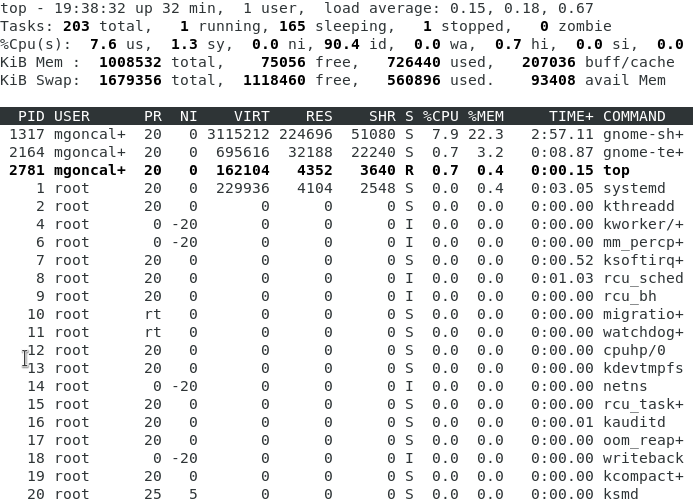 top - 19:38:32 up 32 min,  1 user,  load average: 0.15, 0.18, 0.67
Tasks: 203 total,   1 running, 165 sleeping,   1 stopped,   0 zombie
%Cpu(s):  7.6 us,  1.3 sy,  0.0 ni, 90.4 id,  0.0 wa,  0.7 hi,  0.0 si,  0.0
KiB Mem :  1008532 total,    75056 free,   726440 used,   207036 buff/cache
KiB Swap:  1679356 total,  1118460 free,   560896 used.    93408 avail Mem
PID USER      PR  NI    VIRT    RES    SHR S %CPU %MEM     TIME+ COMMAND
1317 mgoncal+  20   0 3115212 224696  51080 S  7.9 22.3   2:57.11 gnome-sh+
2164 mgoncal+  20   0  695616  32188  22240 S  0.7  3.2   0:08.87 gnome-te+
2781 mgoncal+  20   0  162104   4352   3640 R  0.7  0.4   0:00.15 top
1 root      20   0  229936   4104   2548 S  0.0  0.4   0:03.05 systemd
2 root      20   0       0      0      0 S  0.0  0.0   0:00.00 kthreadd
4 root       0 -20       0      0      0 I  0.0  0.0   0:00.00 kworker/+
6 root       0 -20       0      0      0 I  0.0  0.0   0:00.00 mm_percp+
7 root      20   0       0      0      0 S  0.0  0.0   0:00.52 ksoftirq+
8 root      20   0       0      0      0 I  0.0  0.0   0:01.03 rcu_sched
9 root      20   0       0      0      0 I  0.0  0.0   0:00.00 rcu_bh
10 root      rt   0       0      0      0 S  0.0  0.0   0:00.00 migratio+
11 root      rt   0       0      0      0 S  0.0  0.0   0:00.00 watchdog+
12 root      20   0       0      0      0 S  0.0  0.0   0:00.00 cpuhp/0
13 root      20   0       0      0      0 S  0.0  0.0   0:00.00 kdevtmpfs
14 root       0 -20       0      0      0 I  0.0  0.0   0:00.00 netns
15 root      20   0       0      0      0 S  0.0  0.0   0:00.00 rcu_task+
16 root      20   0       0      0      0 S  0.0  0.0   0:00.01 kauditd
17 root      20   0       0      0      0 S  0.0  0.0   0:00.00 oom_reap+
18 root       0 -20       0      0      0 I  0.0  0.0   0:00.00 writeback
19 root      20   0       0      0      0 S  0.0  0.0   0:00.00 kcompact+
20 root      25   5       0      0      0 S  0.0  0.0   0:00.00 ksmd